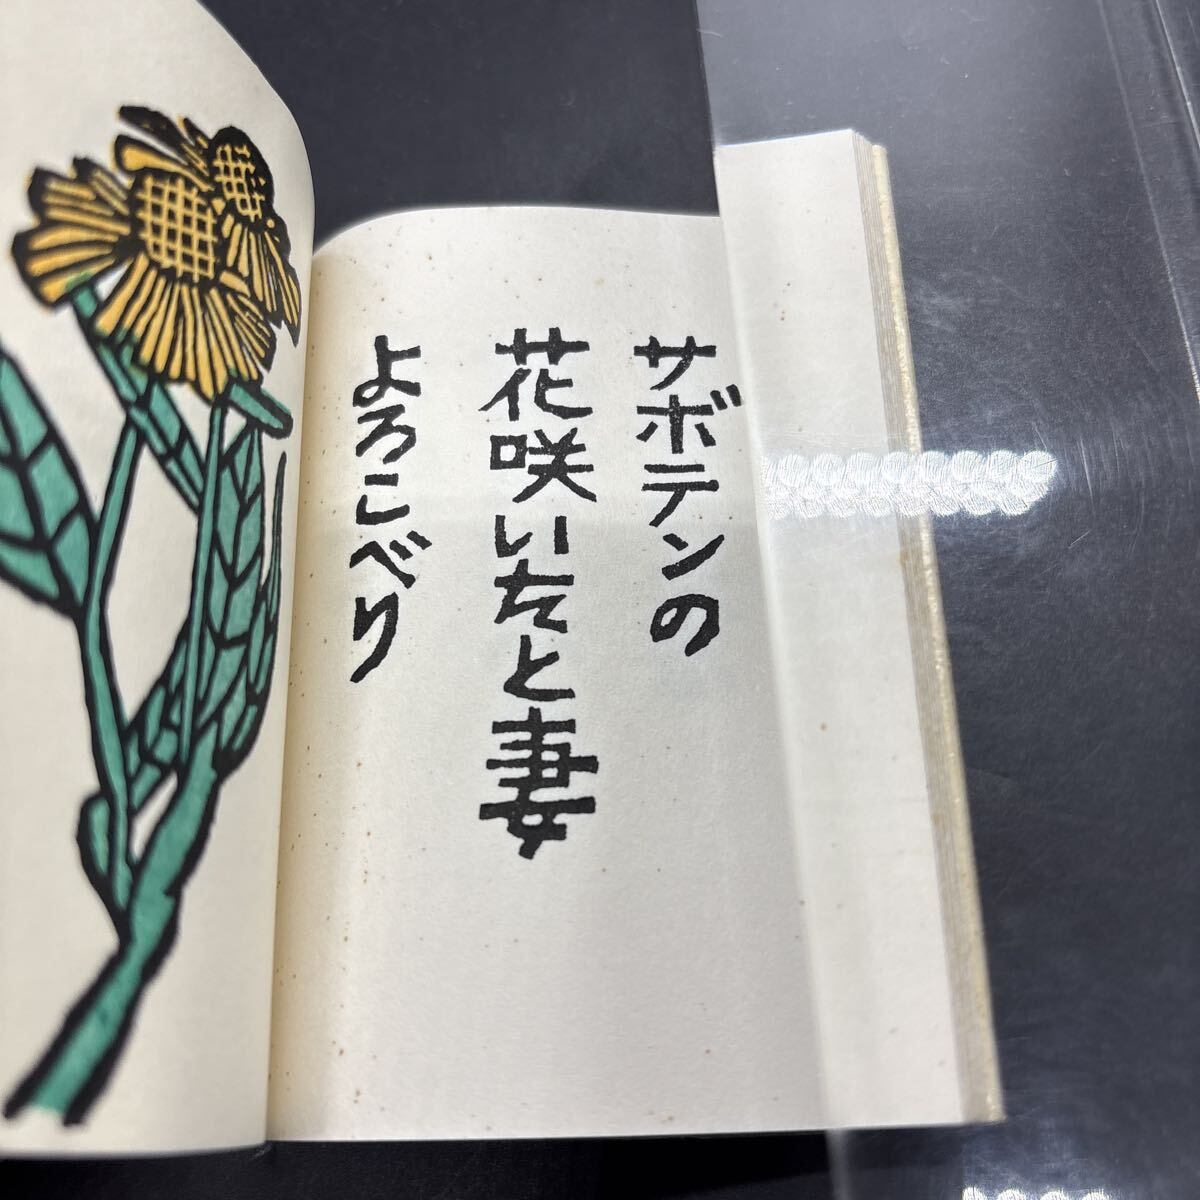 サボテンの
花咲いたと妻
よろこべり